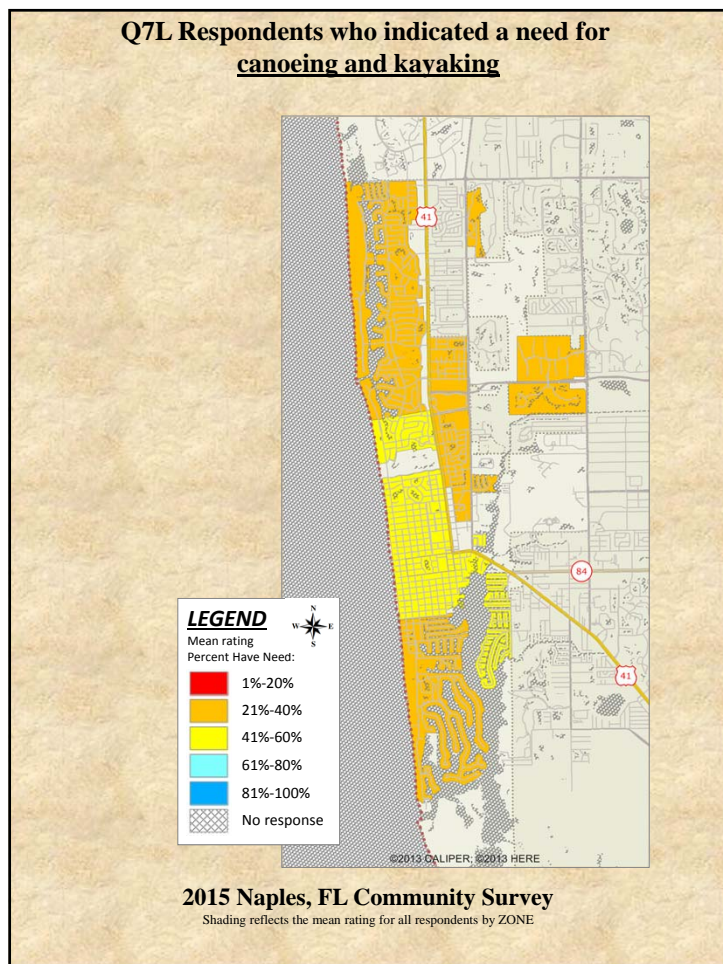 Q7L Respondents who indicated a need for
canoeing and kayaking
41
84
41
LEGEND
N
W E
S
Mean rating
Percent Have Need:
1%-20%
21%-40%
41%-60%
61%-80%
81%-100%
No response
©2013 CALIPER; ©2013 HERE
2015 Naples, FL Community Survey
Shading reflects the mean rating for all respondents by ZONE